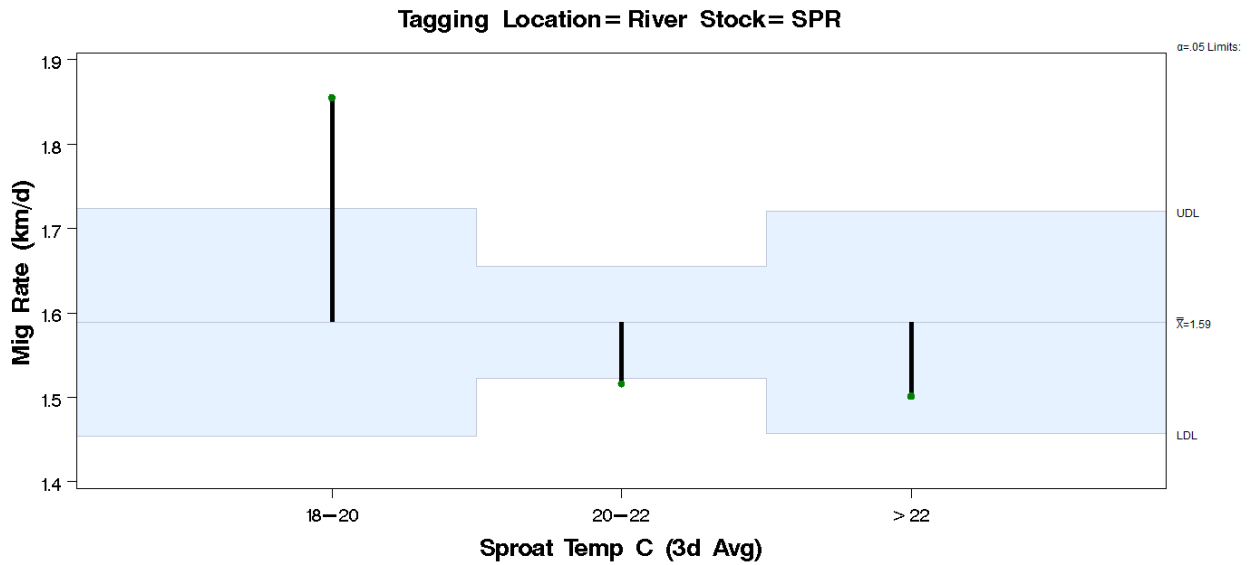 Tagging Location= River Stock= SPR
α=.05 Limits:
1.9
1.8
1.7
1.6
1.5
1.4
Mig Rate (km/d)
UDL
X̿=1.59
LDL
18-20
20-22
> 22
Sproat Temp C (3d Avg)